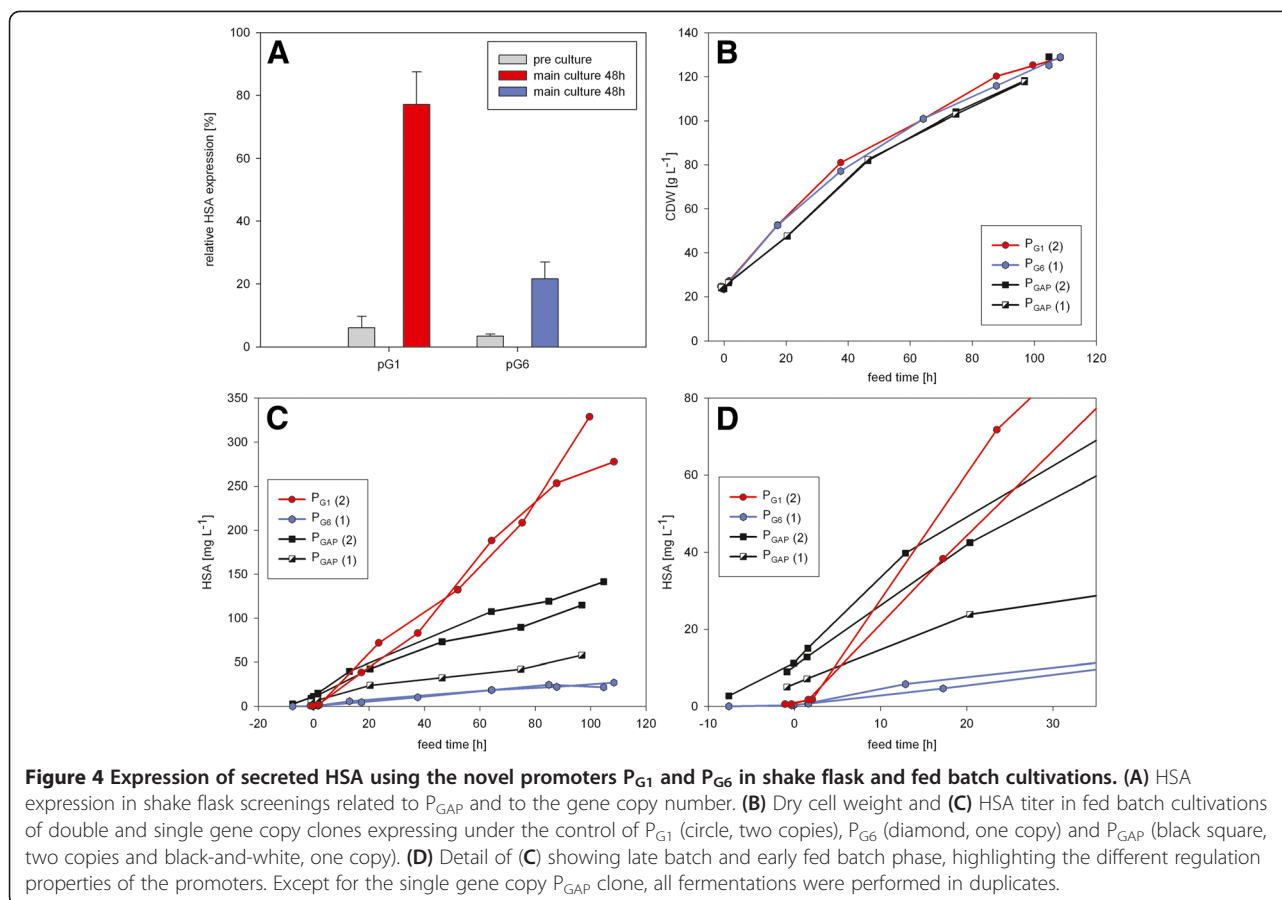 A
relative HSA expression [%]
100
80
60
40
20
0
pre culture
main culture 48h
main culture 48h
pG1
pG6
B
CDW [g L-1]
140
120
100
80
60
40
20
0
PG1 (2)
PG6 (1)
PGAP (2)
PGAP (1)
0
20
40
60
80
100
120
feed time [h]
C
HSA [mg L-1]
350
300
250
200
150
100
50
0
PG1 (2)
PG6 (1)
PGAP (2)
PGAP (1)
-20
0
20
40
60
80
100
120
feed time [h]
D
HSA [mg L-1]
80
60
40
20
0
PG1 (2)
PG6 (1)
PGAP (2)
PGAP (1)
-10
0
10
20
30
feed time [h]
Figure 4 Expression of secreted HSA using the novel promoters PG1 and PG6 in shake flask and fed batch cultivations. (A) HSA
expression in shake flask screenings related to PGAP and to the gene copy number. (B) Dry cell weight and (C) HSA titer in fed batch cultivations
of double and single gene copy clones expressing under the control of PG1 (circle, two copies), PG6 (diamond, one copy) and PGAP (black square,
two copies and black-and-white, one copy). (D) Detail of (C) showing late batch and early fed batch phase, highlighting the different regulation
properties of the promoters. Except for the single gene copy PGAP clone, all fermentations were performed in duplicates.